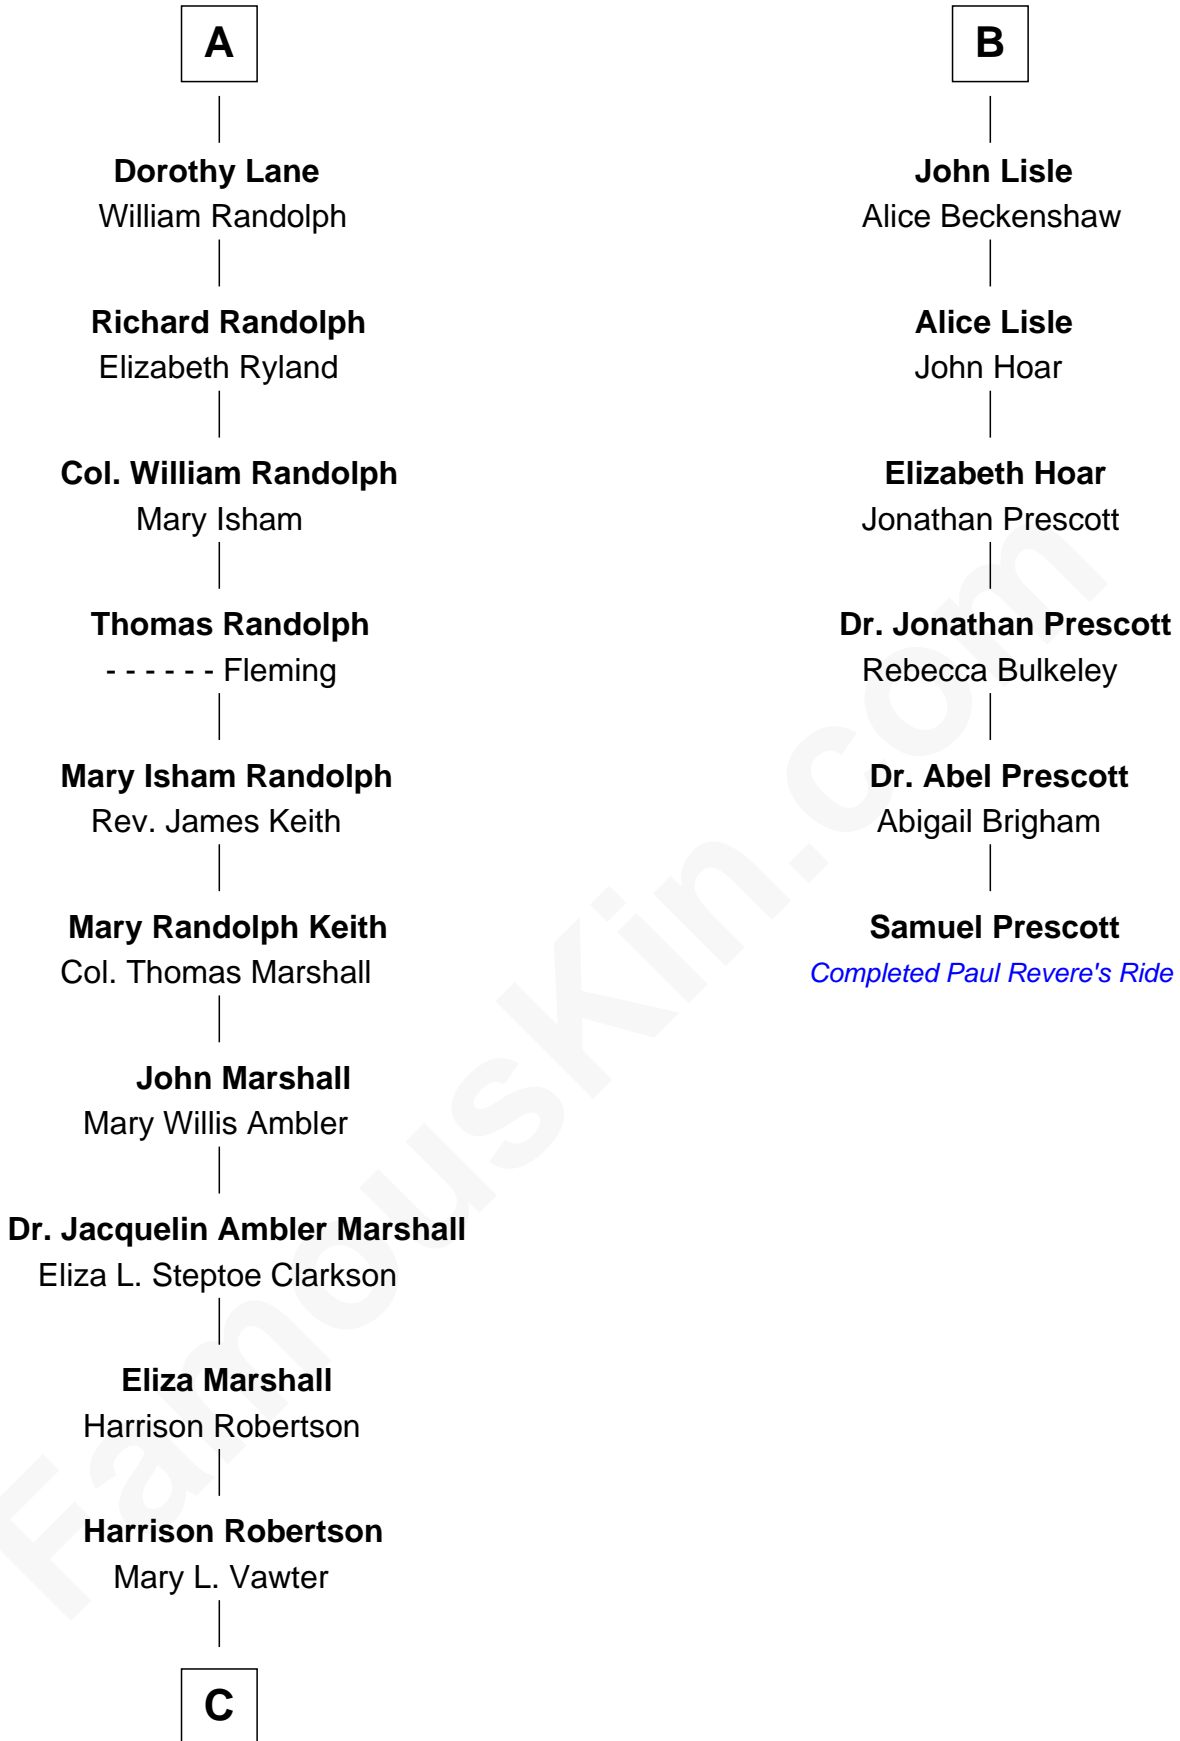 A
Dorothy Lane
William Randolph
Richard Randolph
Elizabeth Ryland
Col. William Randolph
Mary Isham
Thomas Randolph
- - - - - - Fleming
Mary Isham Randolph
Rev. James Keith
Mary Randolph Keith
Col. Thomas Marshall
John Marshall
Mary Willis Ambler
Dr. Jacquelin Ambler Marshall
Eliza L. Steptoe Clarkson
Eliza Marshall
Harrison Robertson
Harrison Robertson
Mary L. Vawter
C
B
John Lisle
Alice Beckenshaw
Alice Lisle
John Hoar
Elizabeth Hoar
Jonathan Prescott
Dr. Jonathan Prescott
Rebecca Bulkeley
Dr. Abel Prescott
Abigail Brigham
Samuel Prescott
Completed Paul Revere's Ride
FamousKin.com